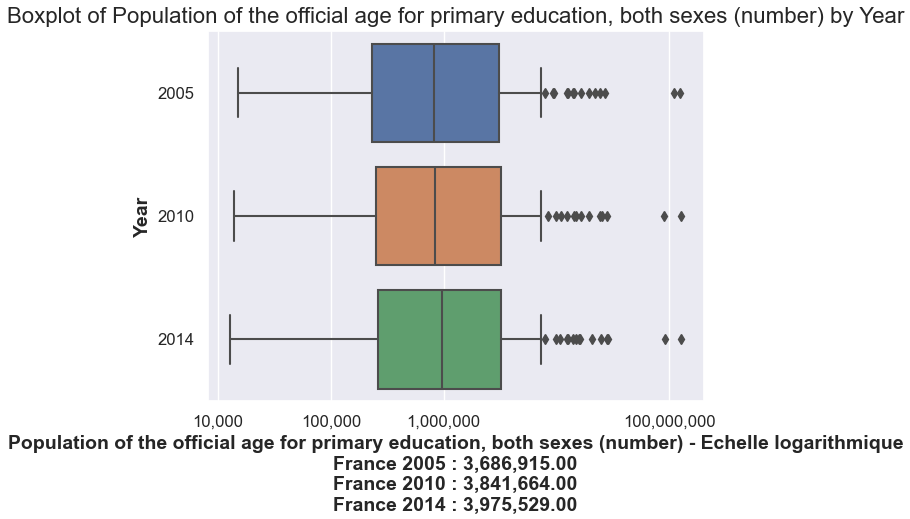 Boxplot of Population of the official age for primary education, both sexes (number) by Year
2005
2010
2014
Year
10,000
100,000
1,000,000
100,000,000
Population of the official age for primary education, both sexes (number) - Echelle logarithmique
France 2005 : 3,686,915.00
France 2010 : 3,841,664.00
France 2014 : 3,975,529.00